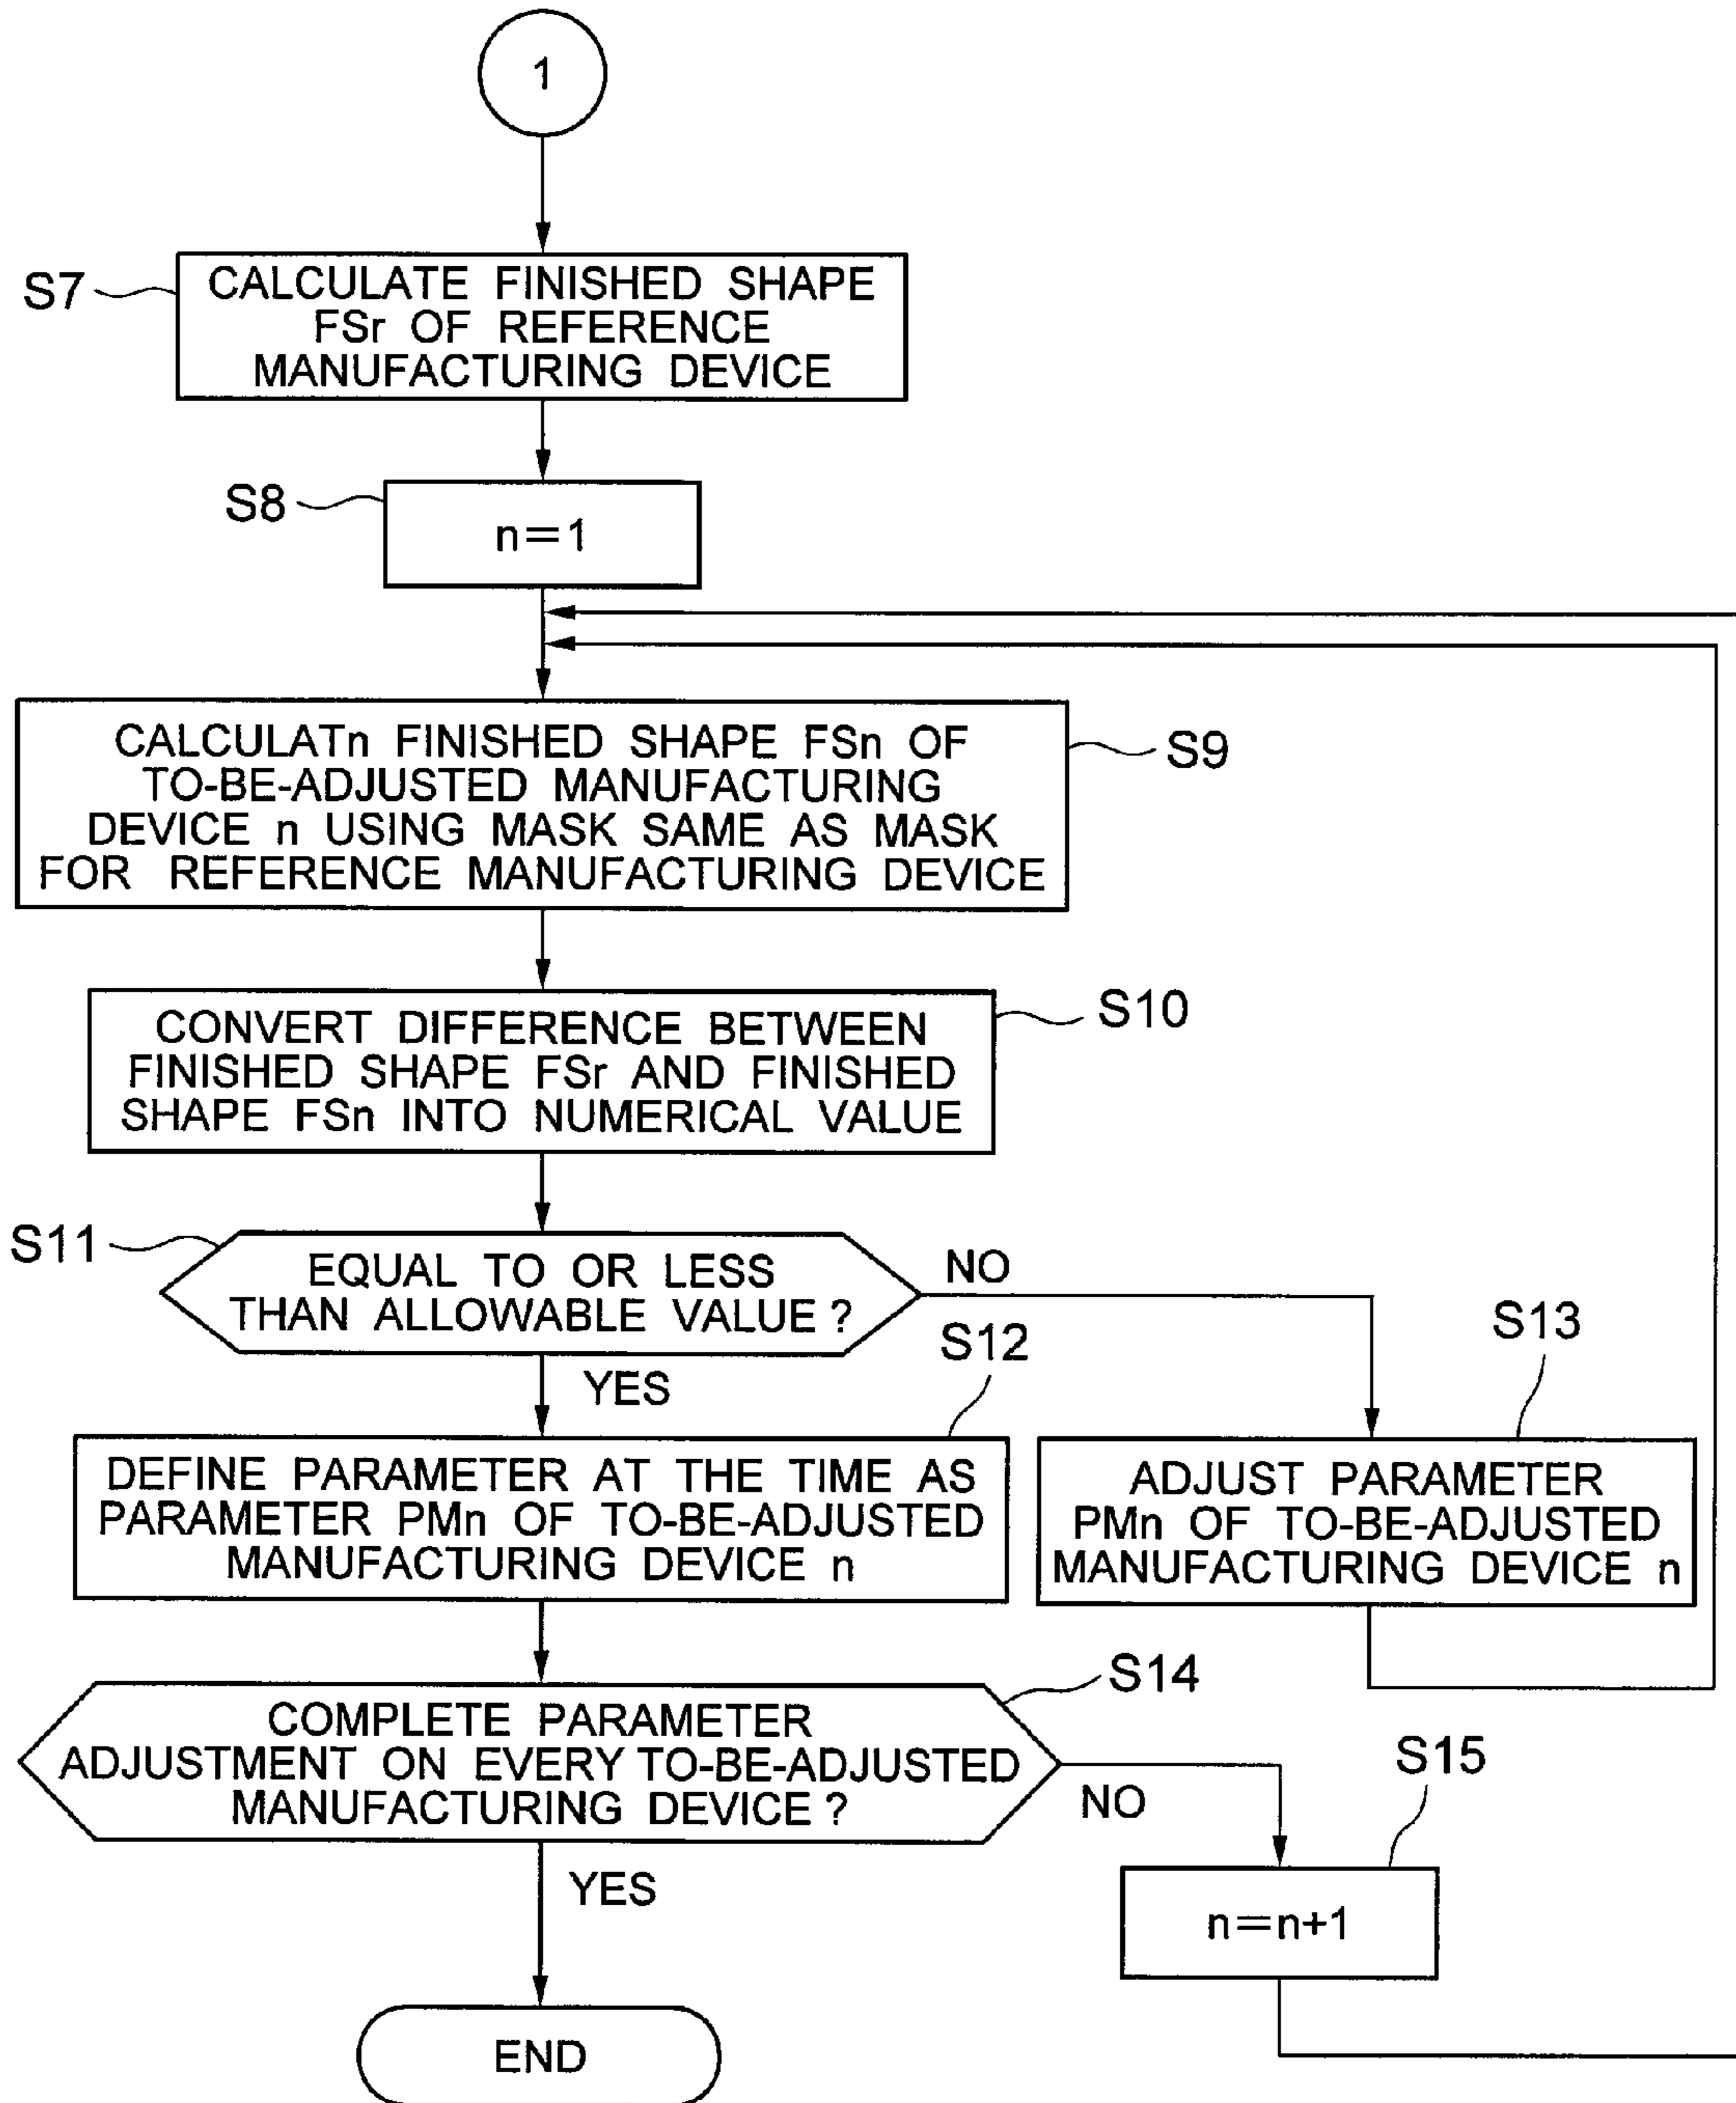 1
S7
CALCULATE FINISHED SHAPE
FSr OF REFERENCE
MANUFACTURING DEVICE
S8
n=1
CALCULATn FINISHED SHAPE FSn OF
TO-BE-ADJUSTED MANUFACTURING
DEVICE n USING MASK SAME AS MASK
FOR REFERENCE MANUFACTURING DEVICE
S9
CONVERT DIFFERENCE BETWEEN
FINISHED SHAPE FSr AND FINISHED
SHAPE FSn INTO NUMERICAL VALUE
S10
S11
EQUAL TO OR LESS
THAN ALLOWABLE VALUE?
NO
YES
S12
DEFINE PARAMETER AT THE TIME AS
PARAMETER PMn OF TO-BE-ADJUSTED
MANUFACTURING DEVICE n
S13
ADJUST PARAMETER
PMn OF TO-BE-ADJUSTED
MANUFACTURING DEVICE n
S14
COMPLETE PARAMETER
ADJUSTMENT ON EVERY TO-BE-ADJUSTED
MANUFACTURING DEVICE?
NO
YES
S15
n=n+1
END